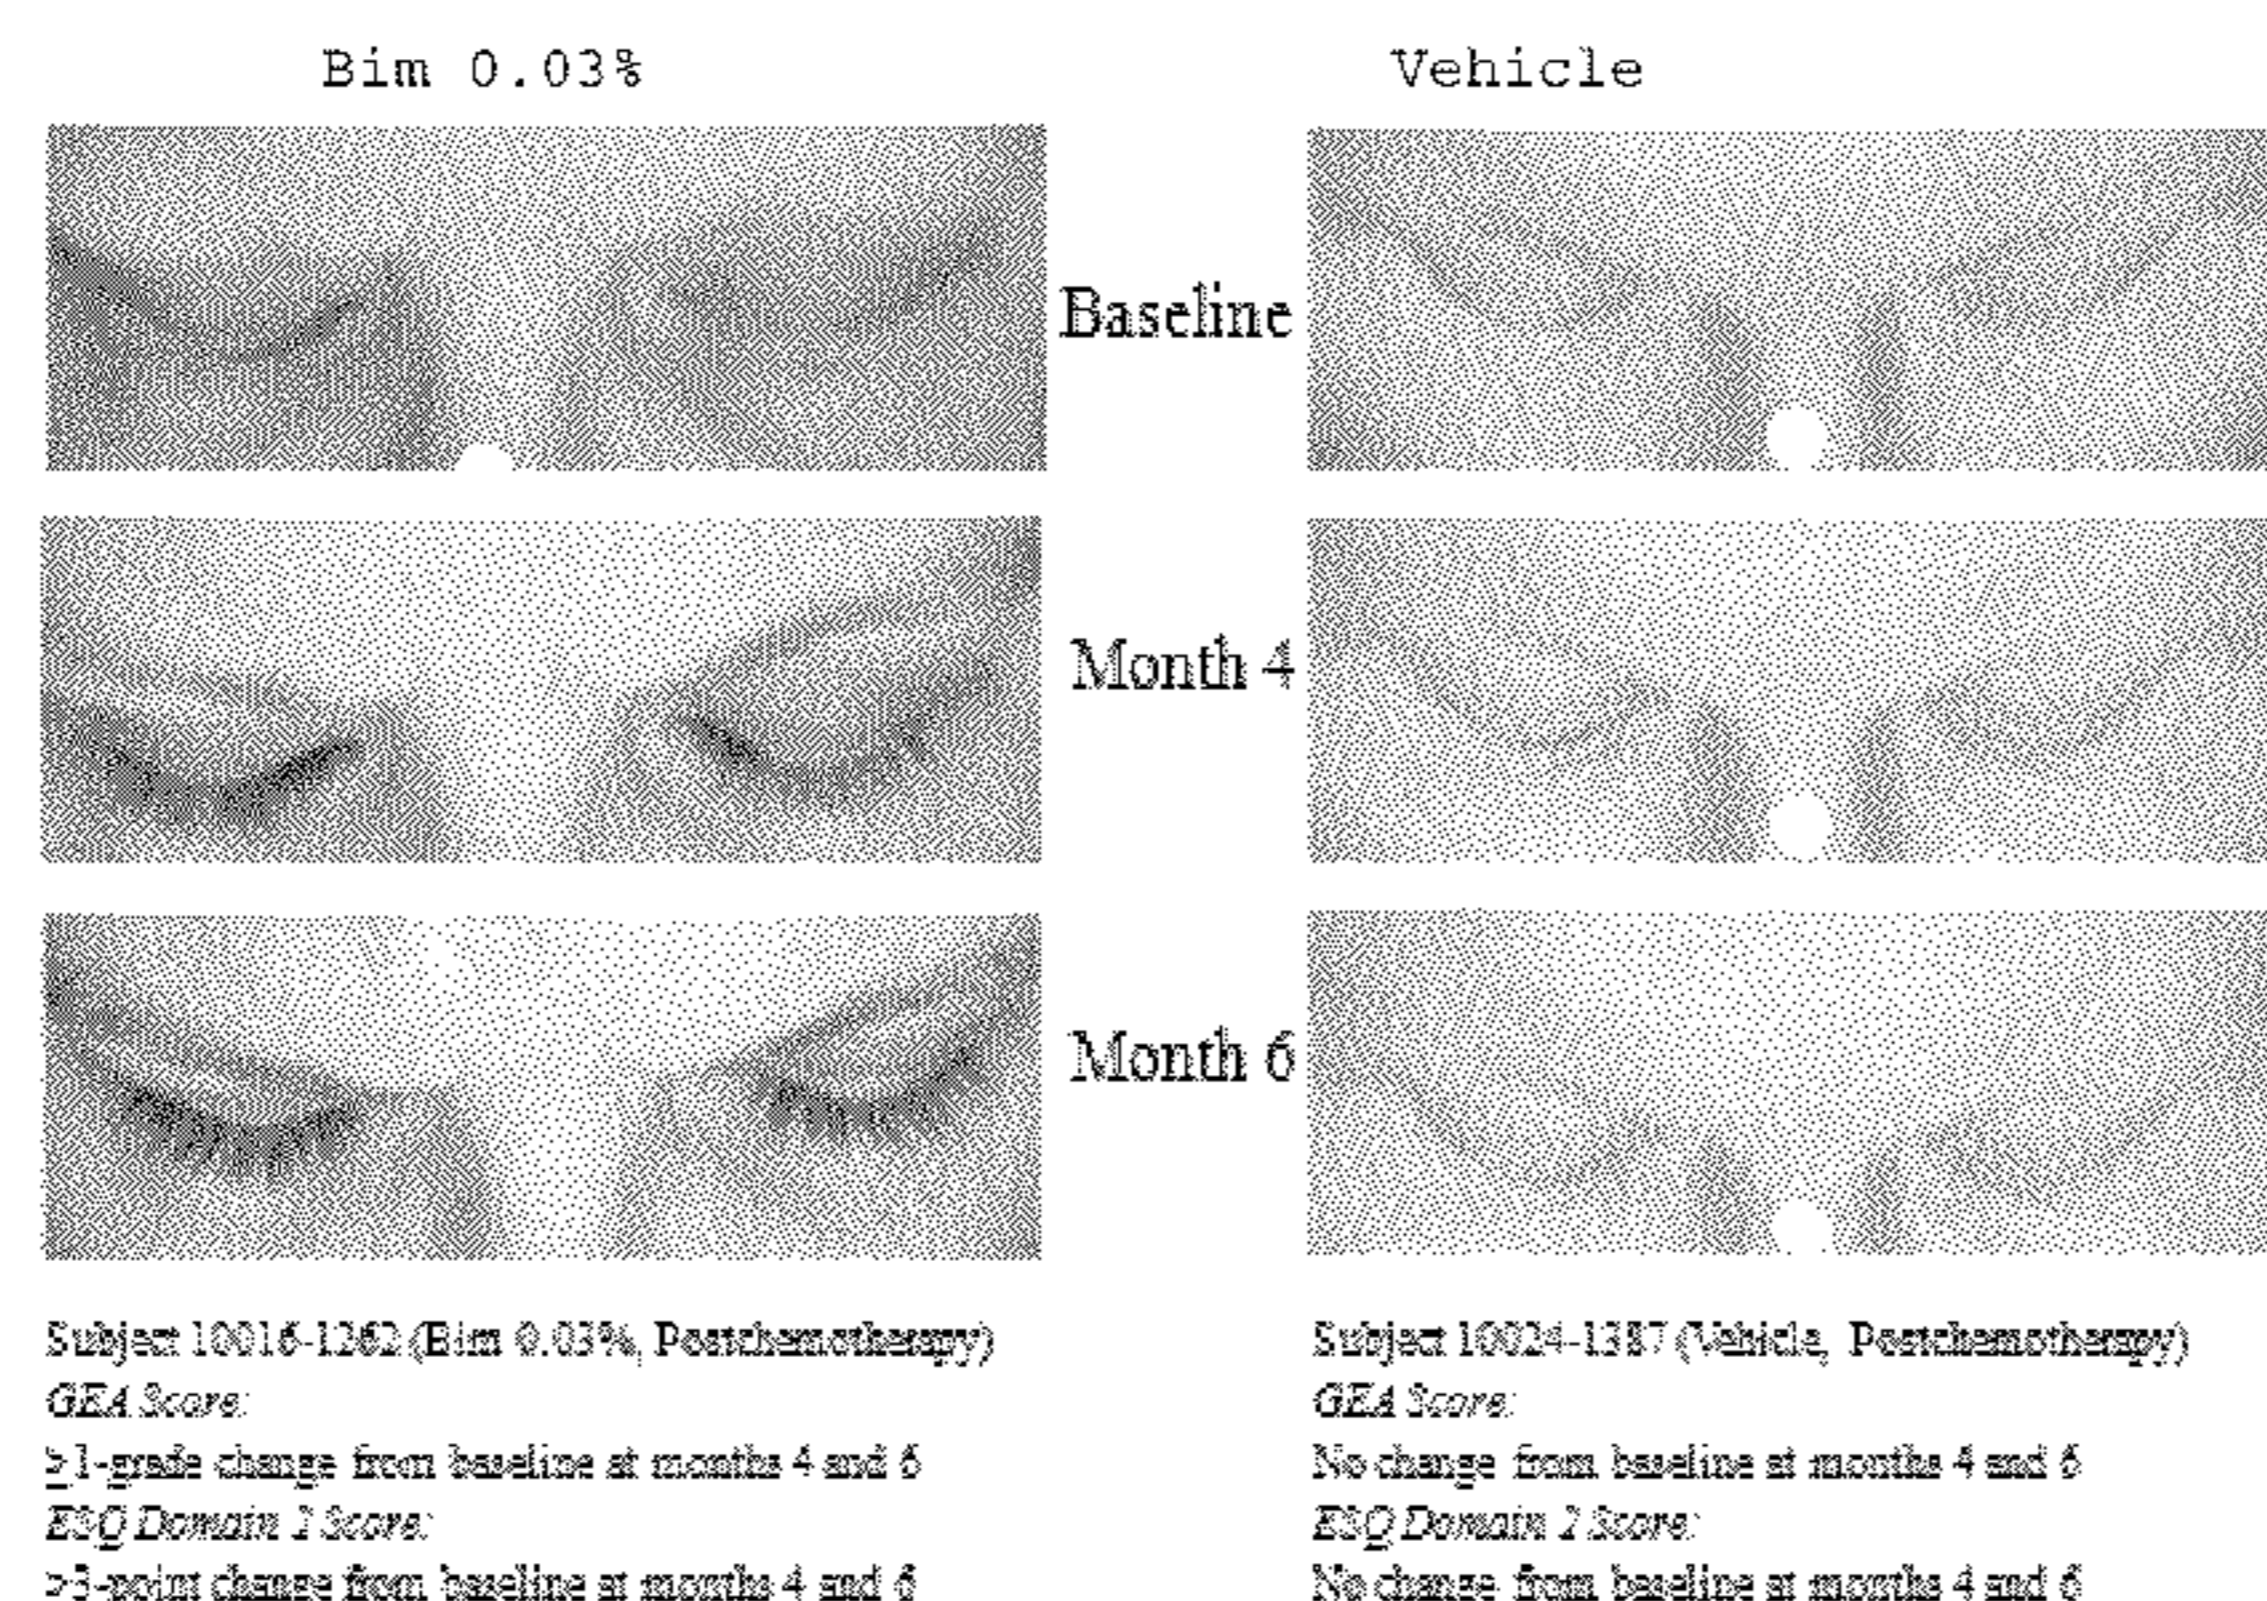 Bim 0.03%
Vehicle
Baseline
Month 4
Month 6
Subject 10016-1262 (Bim 0.03%, Postchemotherapy)
GEA Score:
≥1-grade change from baseline at months 4 and 6
ESQ Domain 2 Score:
≥3-point change from baseline at months 4 and 6
Subject 10024-1387 (Vehicle, Postchemotherapy)
GEA Score:
No change from baseline at months 4 and 6
ESQ Domain 2 Score:
No change from baseline at months 4 and 6